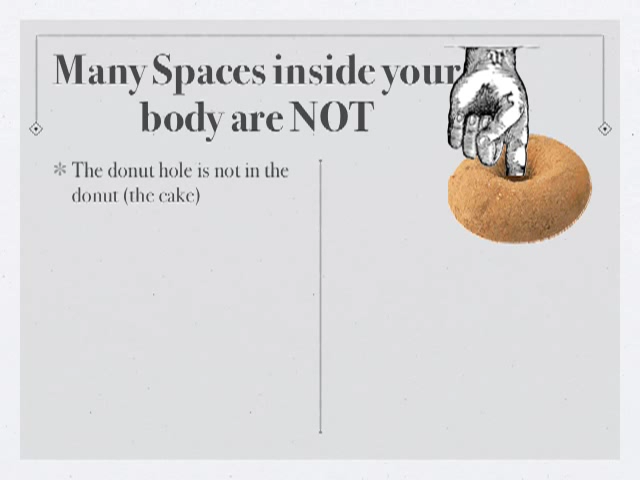 Many Spaces inside your
body are NOT
✻ The donut hole is not in the
donut (the cake)